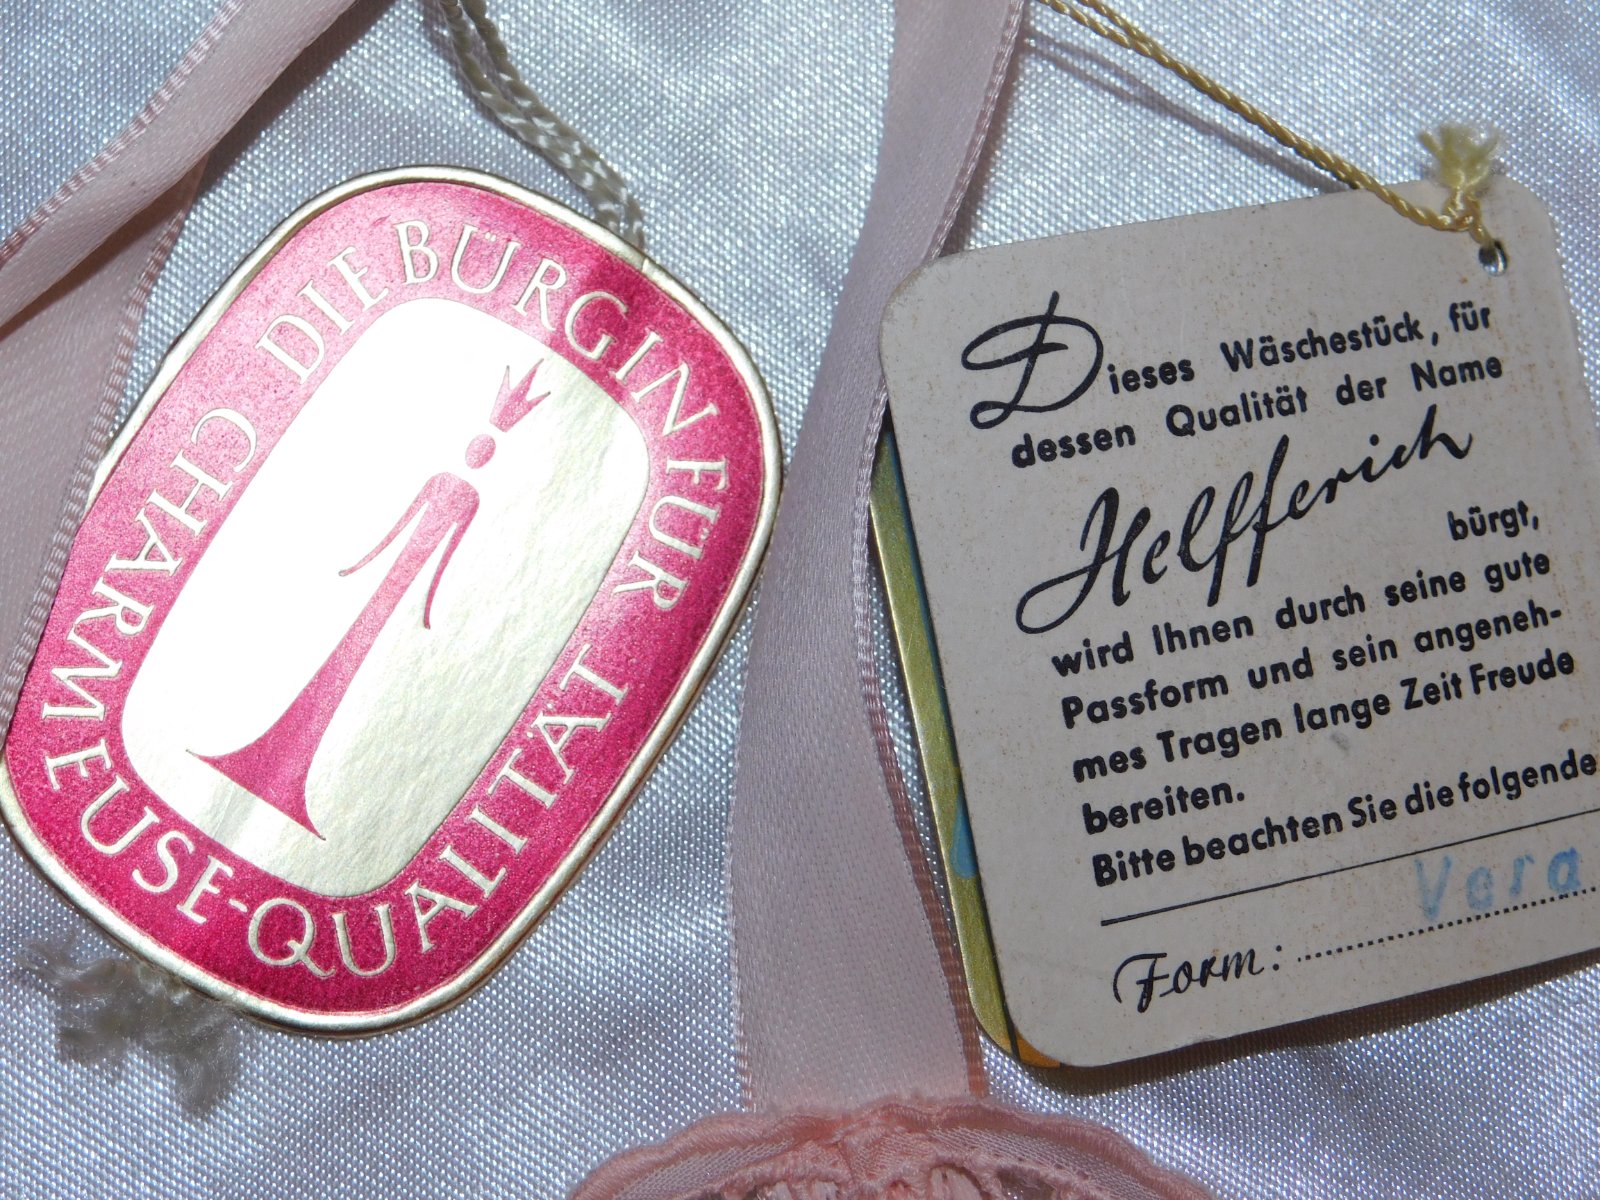 DIE BÜRGIN FÜR
CHARMEUSE-QUALITÄT
Dieses Wäschestück, für
dessen Qualität der Name
Helfferich
bürgt,
wird Ihnen durch seine gute
Passform und sein angeneh-
mes Tragen lange Zeit Freude
bereiten.
Bitte beachten Sie die folgende
Form: Vera